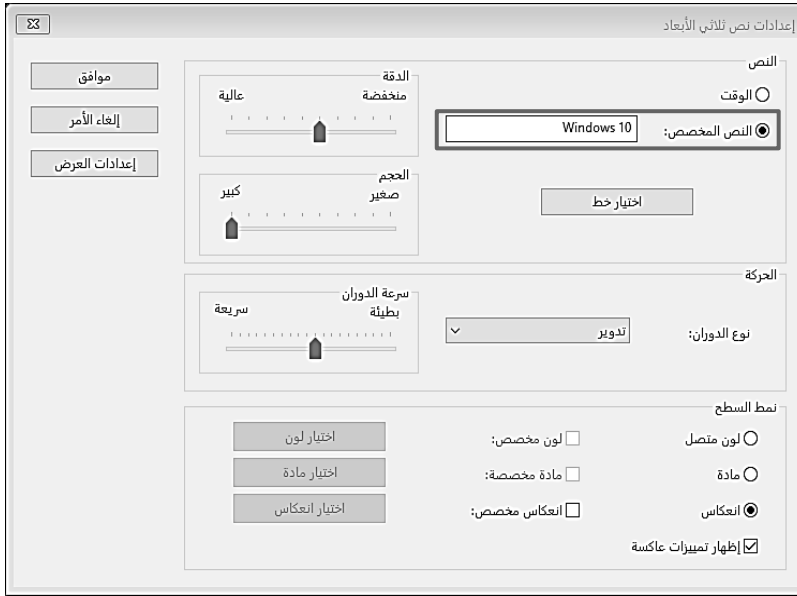 إعدادات نص ثلاثي الأبعاد
النص
الوقت
النص المخصص: Windows 10
اختيار خط
الدقة
منخفضة عالية
الحجم
صغير كبير
موافق
إلغاء الأمر
إعدادات العرض
الحركة
نوع الدوران: تدوير
سرعة الدوران
بطيئة سريعة
نمط السطح
لون متصل لون مخصص: اختيار لون
مادة مادة مخصصة: اختيار مادة
انعكاس انعكاس مخصص: اختيار انعكاس
إظهار تمييزات عاكسة